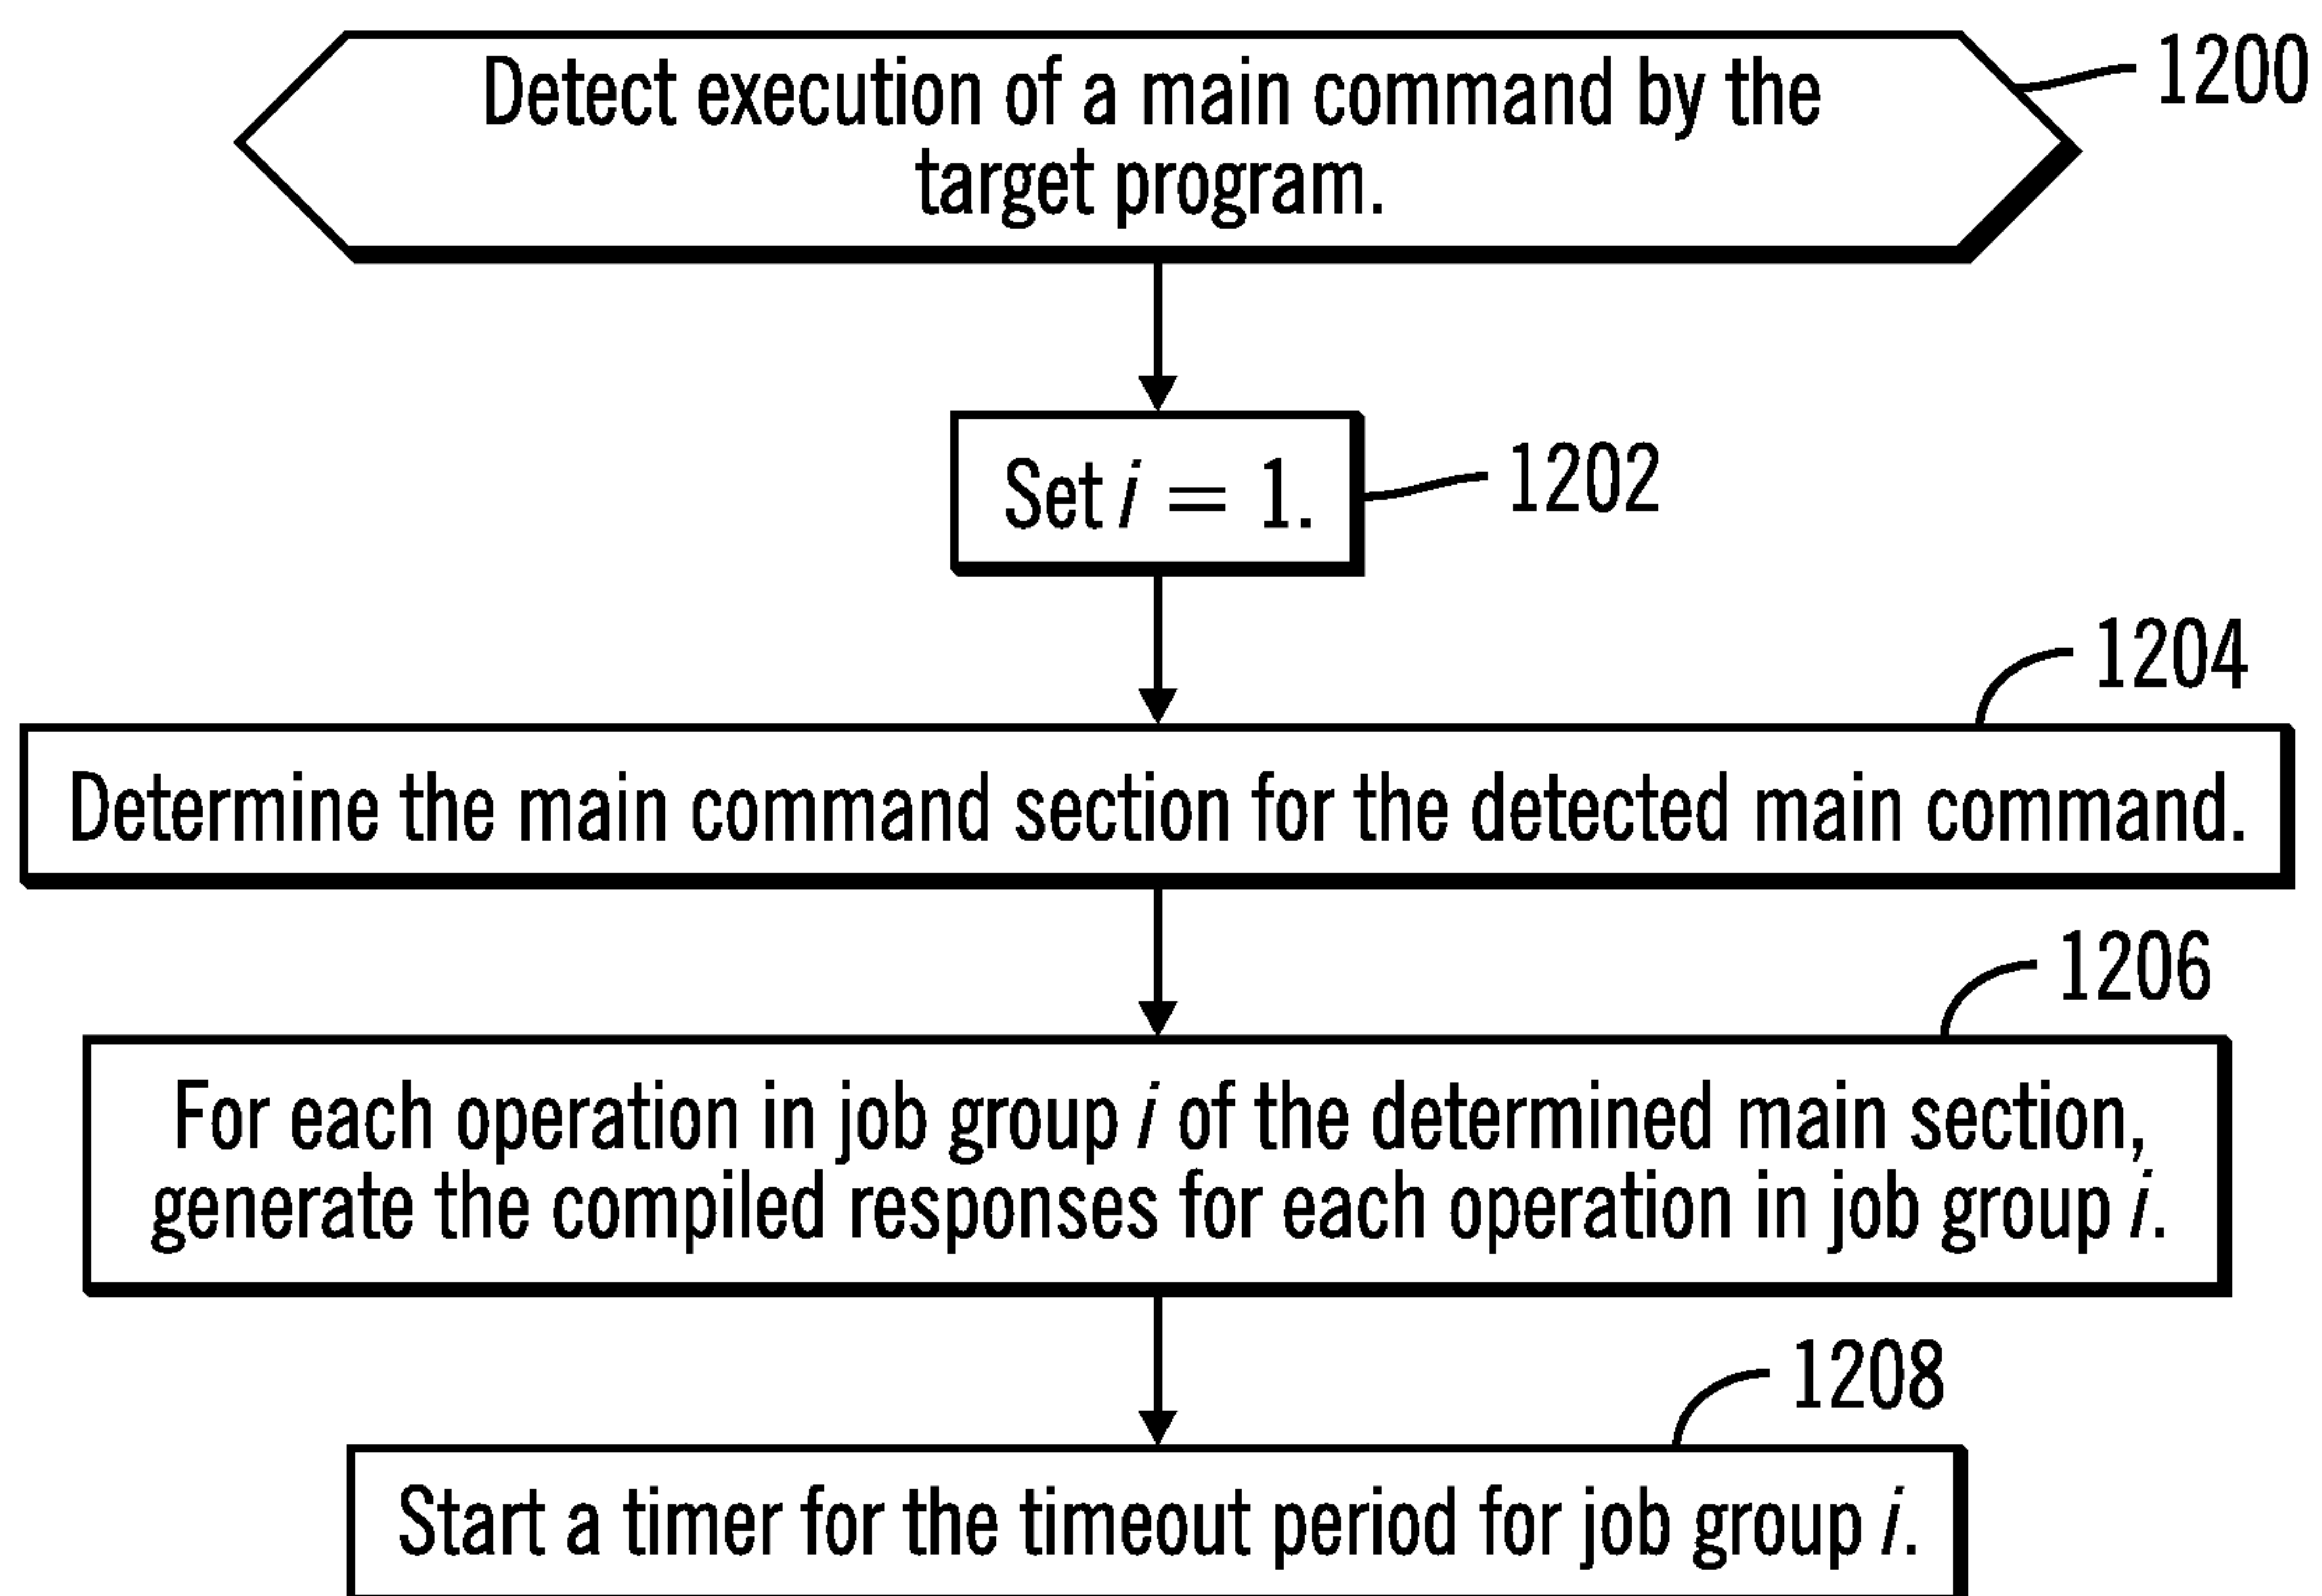 Detect execution of a main command by the
target program.
1200
Set i = 1.
1202
1204
Determine the main command section for the detected main command.
1206
For each operation in job group i of the determined main section,
generate the compiled responses for each operation in job group i.
1208
Start a timer for the timeout period for job group i.